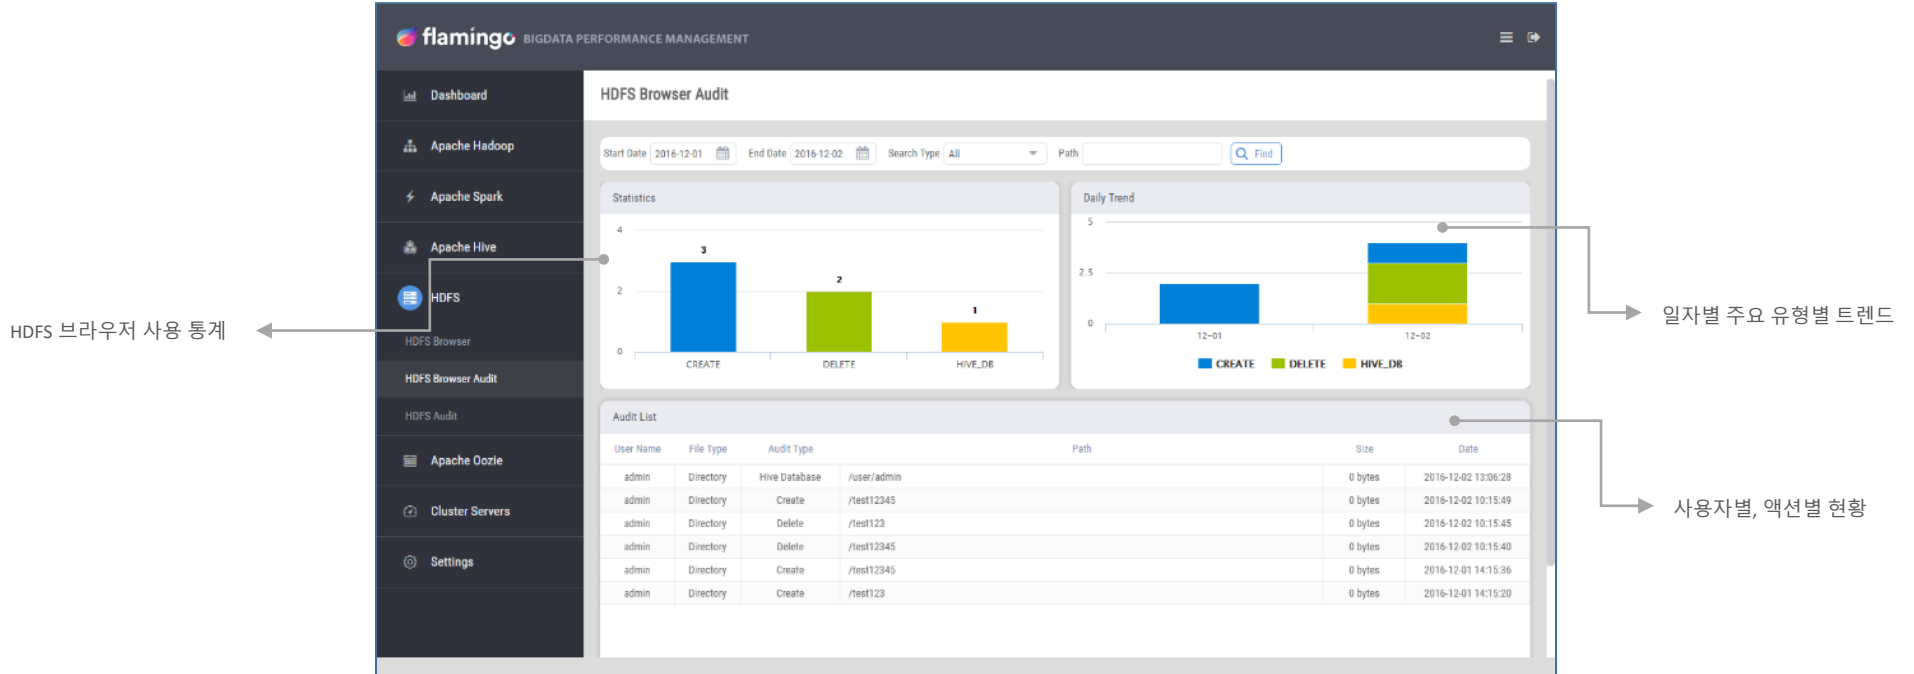 flamingo BIGDATA PERFORMANCE MANAGEMENT
Dashboard
Apache Hadoop
Apache Spark
Apache Hive
HDFS
HDFS Browser
HDFS Browser Audit
HDFS Audit
Apache Oozie
Cluster Servers
Settings
HDFS Browser Audit
Start Date 2016-12-01 End Date 2016-12-02 Search Type All Path Find
Statistics
4
2
0
3
2
1
CREATE DELETE HIVE_DB
Daily Trend
5
2.5
0
12-01 12-02
CREATE DELETE HIVE_DB
Audit List
User Name File Type Audit Type Path Size Date
admin Directory Hive Database /user/admin 0 bytes 2016-12-02 13:06:28
admin Directory Create /test12345 0 bytes 2016-12-02 10:15:49
admin Directory Delete /test123 0 bytes 2016-12-02 10:15:45
admin Directory Delete /test12345 0 bytes 2016-12-02 10:15:40
admin Directory Create /test12345 0 bytes 2016-12-01 14:15:36
admin Directory Create /test123 0 bytes 2016-12-01 14:15:20
HDFS 브라우저 사용 통계
일자별 주요 유형별 트렌드
사용자별, 액션별 현황